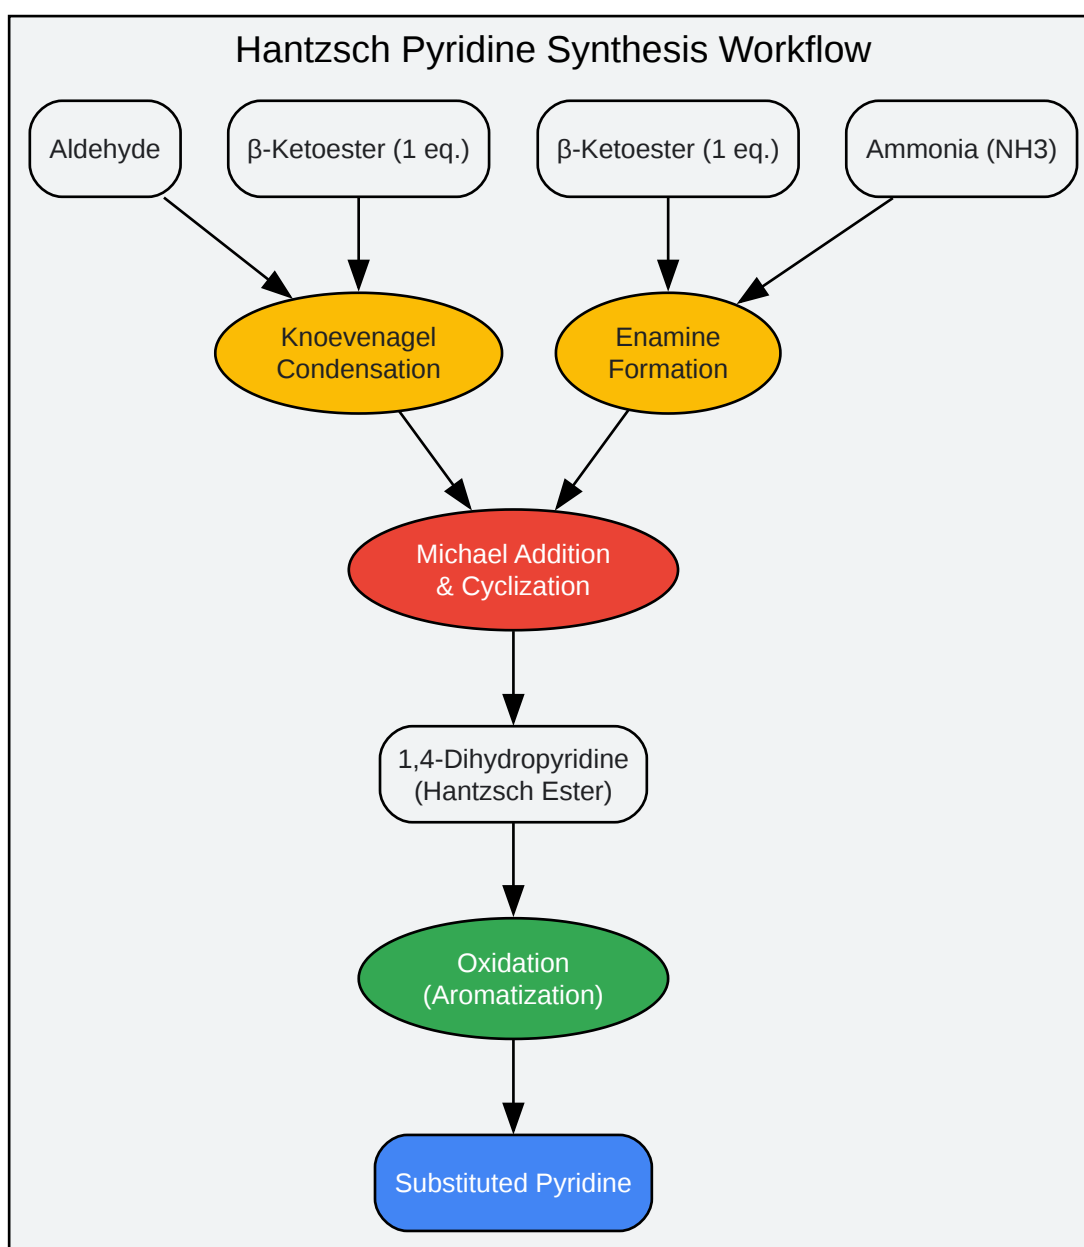 Hantzsch Pyridine Synthesis Workflow
Aldehyde
β-Ketoester (1 eq.)
β-Ketoester (1 eq.)
Ammonia (NH3)
Knoevenagel
Condensation
Enamine
Formation
Michael Addition
& Cyclization
1,4-Dihydropyridine
(Hantzsch Ester)
Oxidation
(Aromatization)
Substituted Pyridine